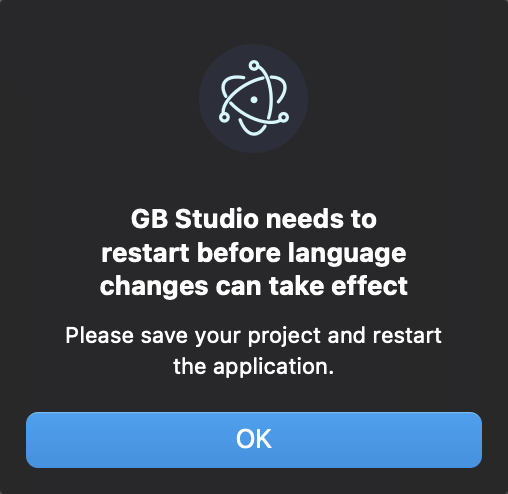 GB Studio needs to
restart before language
changes can take effect
Please save your project and restart
the application.
OK